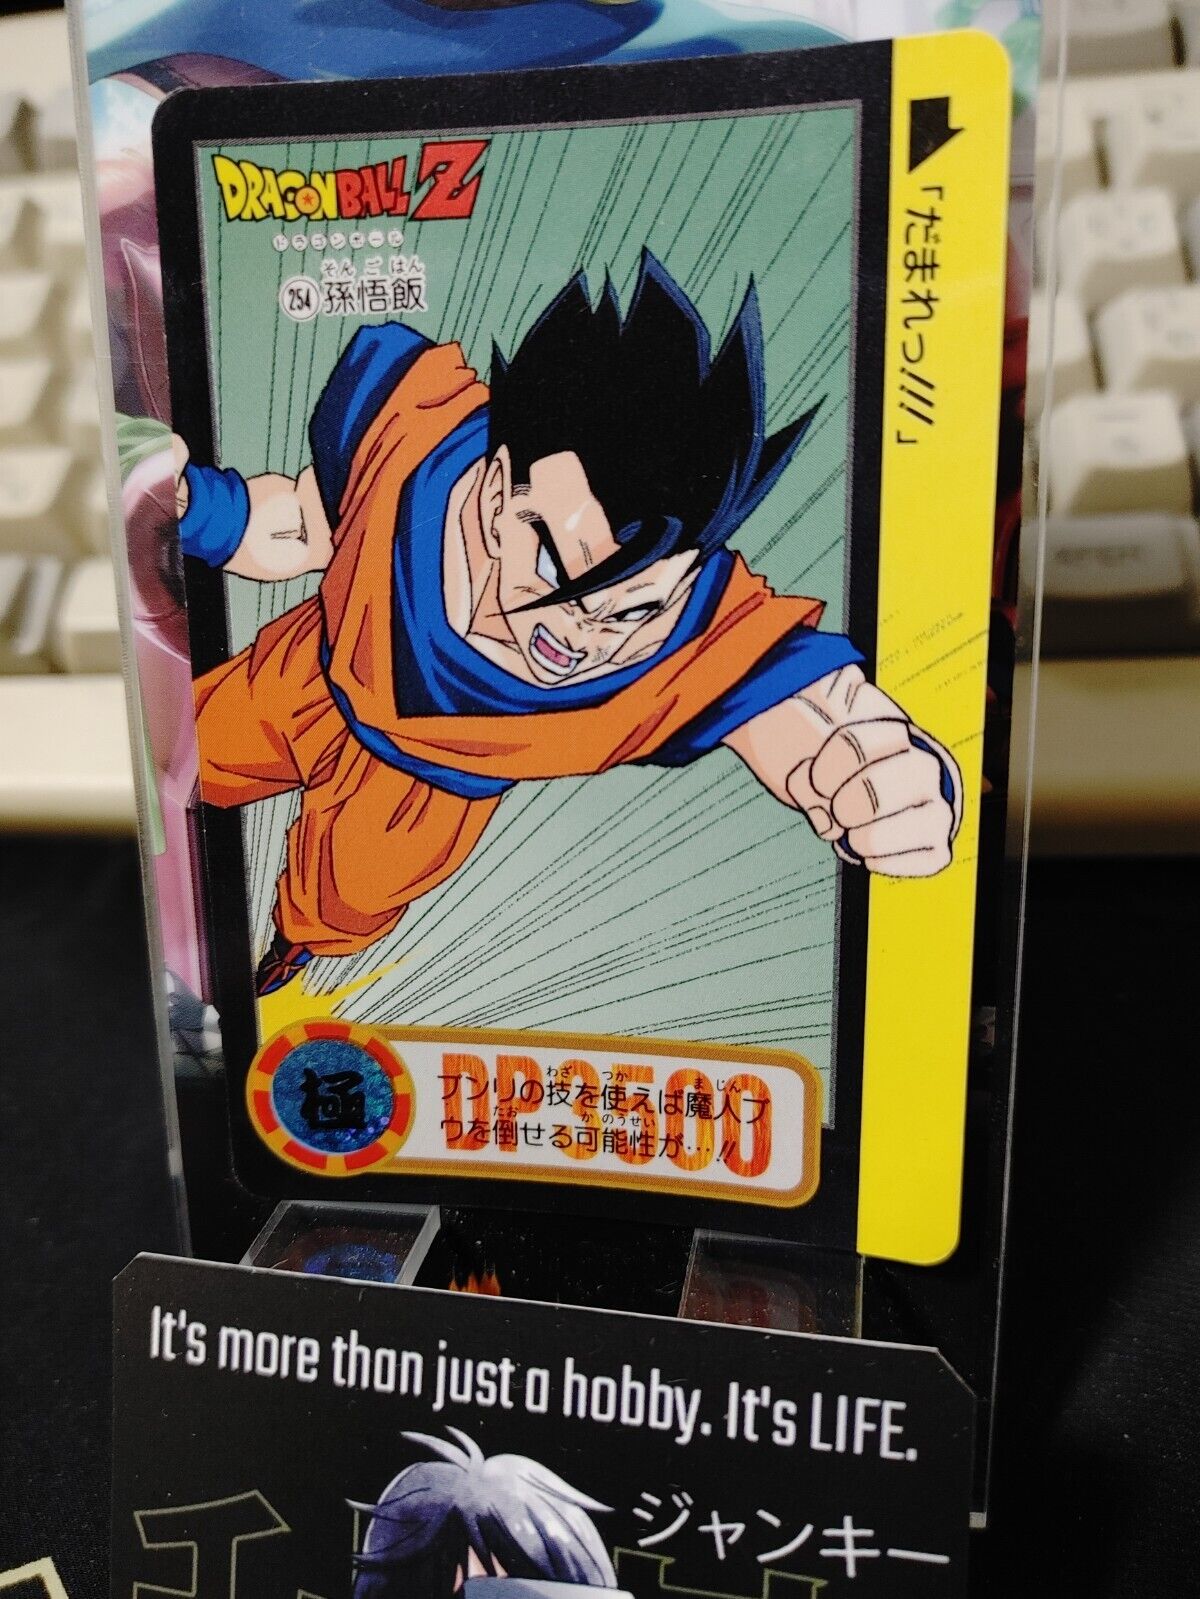 DRAGON BALL Z
ドラゴンボール
そん ご はん
254 孫悟飯
「だまれっ!!!」
極
わざ つか ま じん
ブンリの技を使えば魔人ブ
たお か のうせい
ウを倒せる可能性が…!!
It's more than just a hobby. It's LIFE.
ジャンキー